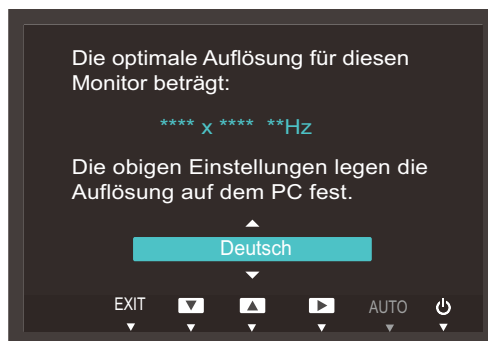 Die optimale Auflösung für diesen
Monitor beträgt:
**** x **** **Hz
Die obigen Einstellungen legen die
Auflösung auf dem PC fest.
Deutsch
EXIT AUTO